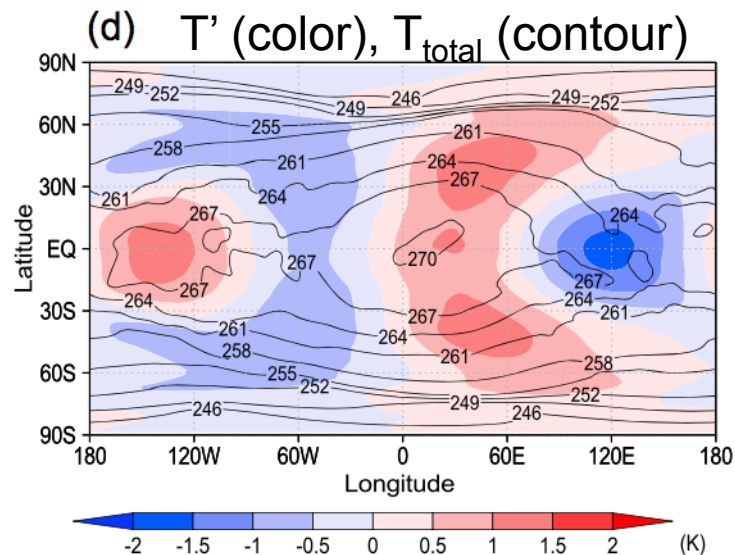 (d) T' (color), T_total (contour)
90N
60N
30N
EQ
30S
60S
90S
Latitude
249 252 246 249 252
255
258 261 261
264
261 264 267
267 264
267 270 267
267 267
264 264
267
261 264 261
258 261
255 258
252 252
246 249 246
180 120W 60W 0 60E 120E 180
Longitude
-2 -1.5 -1 -0.5 0 0.5 1 1.5 2 (K)